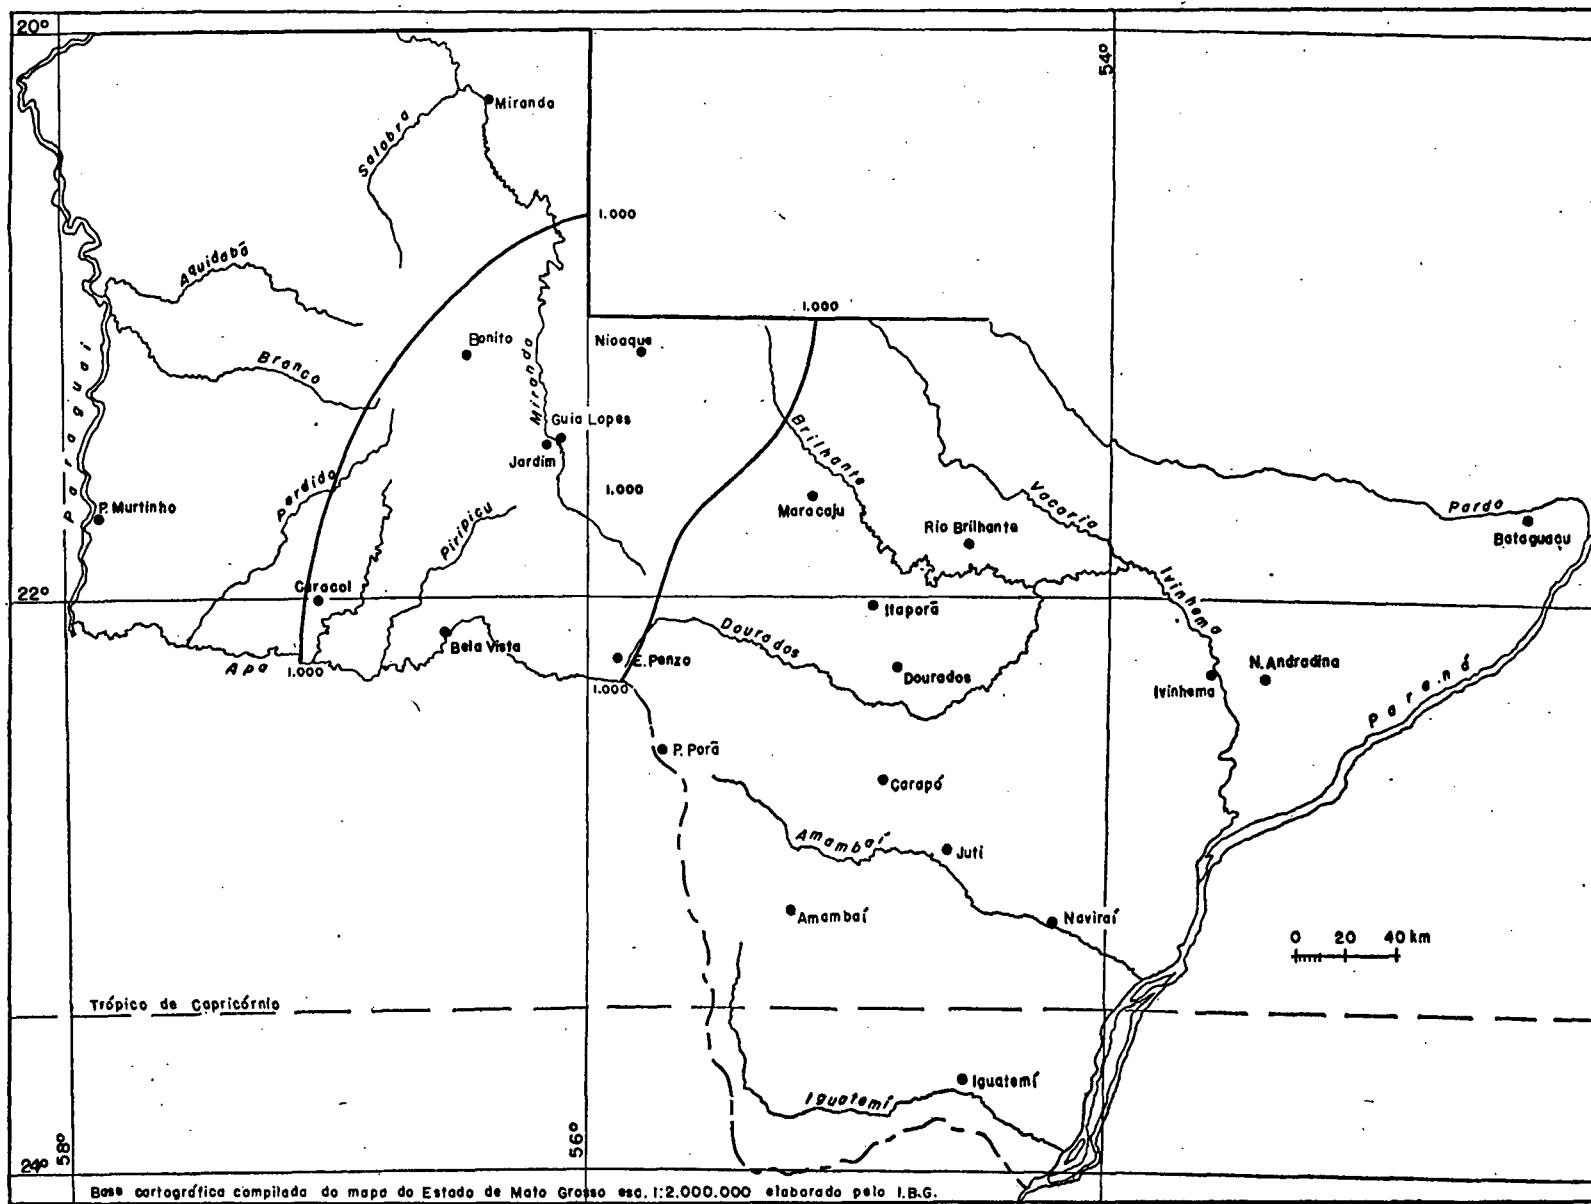 20°
54°
Miranda
Salobra
1.000
Aquidabã
1.000
Paraguai
Branco
Bonito
Miranda
Nioaque
Guia Lopes
Jardim
Brilhante
Perdido
1.000
Maracaju
Vacaria
Pardo
P. Murtinho
Piripicu
Rio Brilhante
Bataguaçu
Caracol
Ivinhema
22°
Itaporã
Dourados
Apa
Bela Vista
E. Penzo
1.000
1.000
Dourados
Ivinhema
N. Andradina
Paraná
P. Porã
Carapó
Amambaí
Juti
Amambaí
Naviraí
0 20 40 km
Trópico de Capricórnio
Iguatemí
Iguatemí
58°
56°
24°
Base cartográfica compilada do mapa do Estado de Mato Grosso esc. 1:2.000.000 elaborado pelo I.B.G.